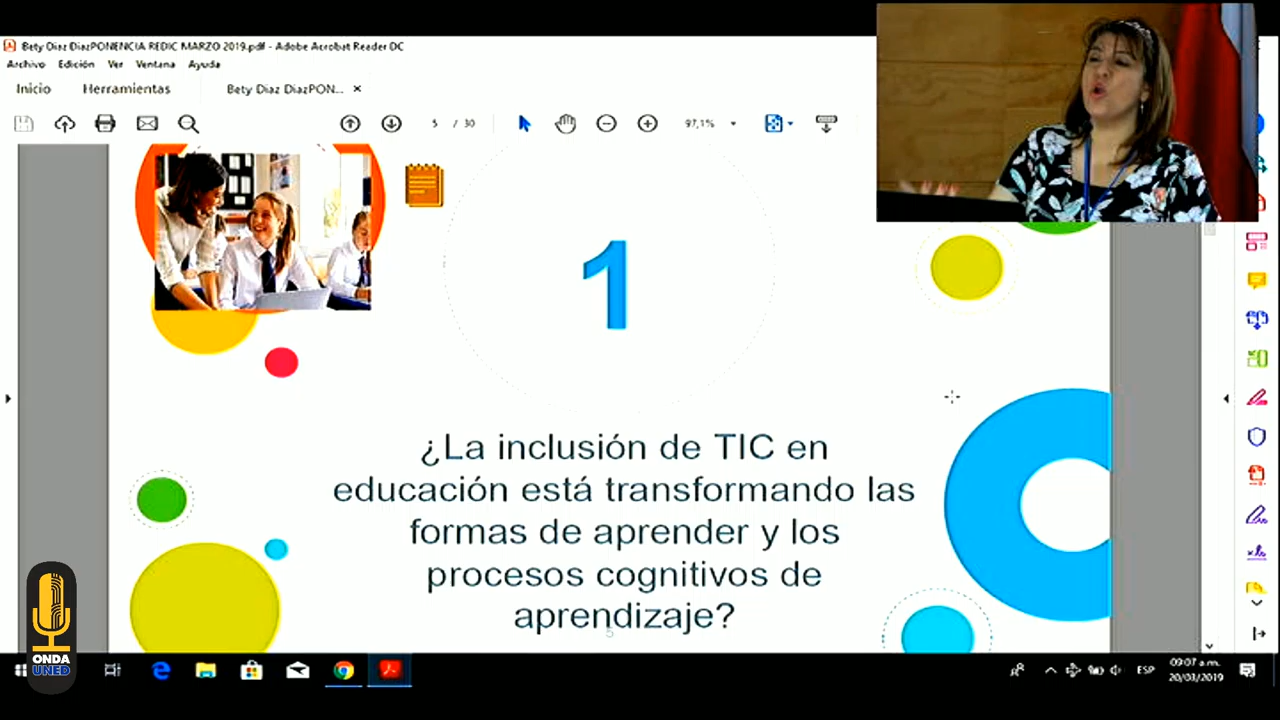 Bety Diaz DiazPONENCIA REDIC MARZO 2019.pdf - Adobe Acrobat Reader DC
Archivo Edición Ver Ventana Ayuda
Inicio Herramientas Bety Diaz DiazPON... ×
5 / 30 97,1%
1
¿La inclusión de TIC en
educación está transformando las
formas de aprender y los
procesos cognitivos de
aprendizaje?
5
ONDA
UNED
ESP 09:07 a.m.
20/03/2019